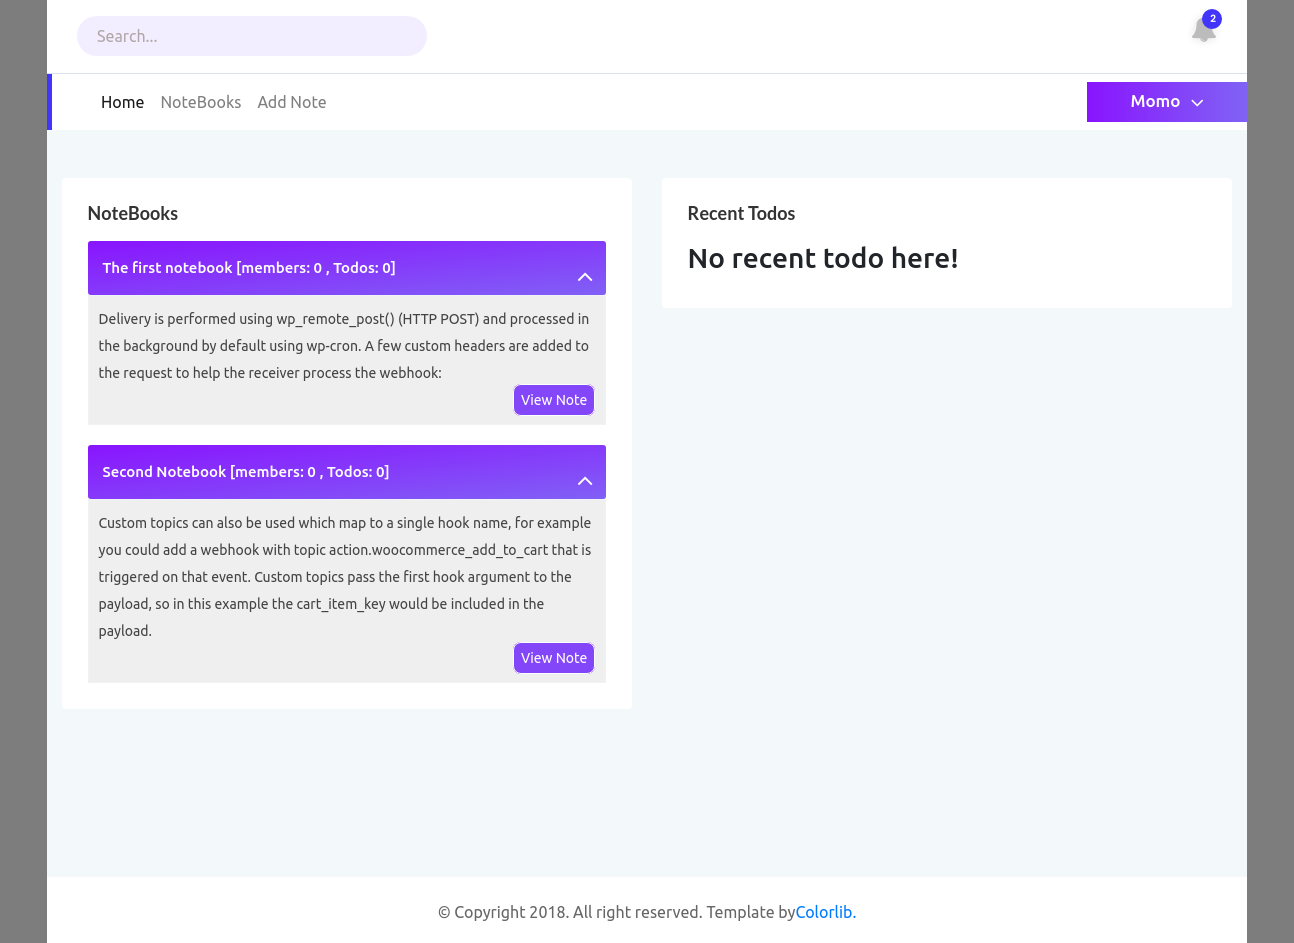 Search...
2
Home NoteBooks Add Note
Momo
NoteBooks
The first notebook [members: 0 , Todos: 0]
Delivery is performed using wp_remote_post() (HTTP POST) and processed in
the background by default using wp-cron. A few custom headers are added to
the request to help the receiver process the webhook:
View Note
Second Notebook [members: 0 , Todos: 0]
Custom topics can also be used which map to a single hook name, for example
you could add a webhook with topic action.woocommerce_add_to_cart that is
triggered on that event. Custom topics pass the first hook argument to the
payload, so in this example the cart_item_key would be included in the
payload.
View Note
Recent Todos
No recent todo here!
© Copyright 2018. All right reserved. Template byColorlib.